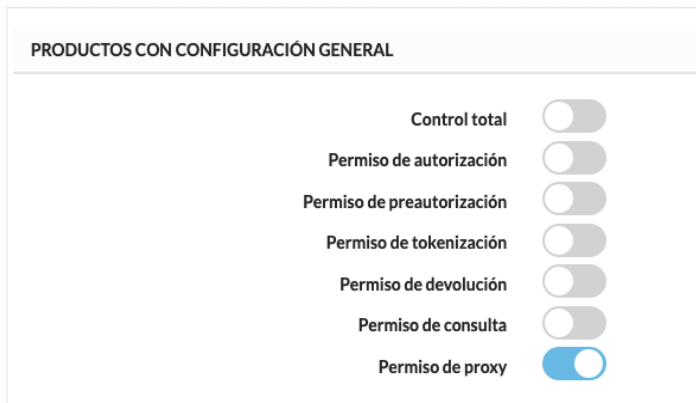 PRODUCTOS CON CONFIGURACIÓN GENERAL
Control total
Permiso de autorización
Permiso de preautorización
Permiso de tokenización
Permiso de devolución
Permiso de consulta
Permiso de proxy